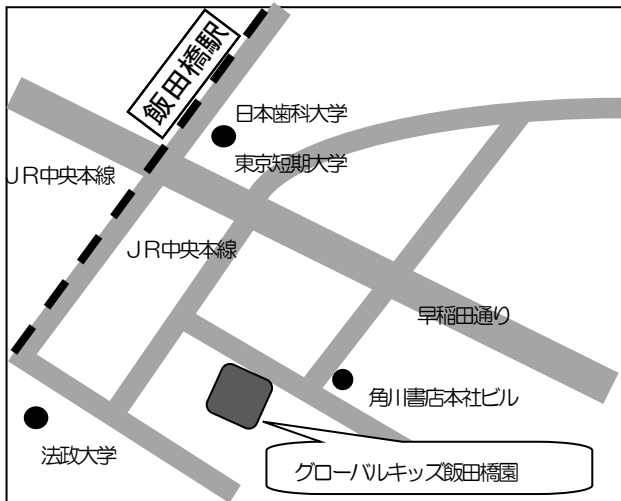 飯田橋駅
日本歯科大学
東京短期大学
JR中央本線
JR中央本線
早稲田通り
角川書店本社ビル
法政大学
グローバルキッズ飯田橋園